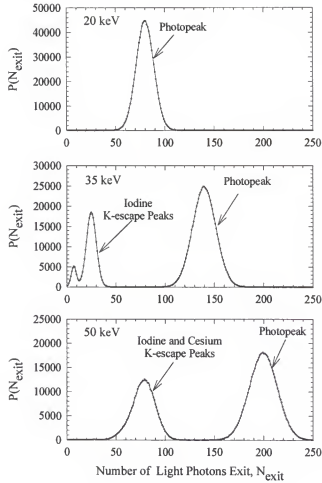 50000
40000
30000
20000
10000
0
P(N_exit)
20 keV
Photopeak
0 50 100 150 200 250
30000
25000
20000
15000
10000
5000
0
P(N_exit)
35 keV
Iodine
K-escape Peaks
Photopeak
0 50 100 150 200 250
25000
20000
15000
10000
5000
0
P(N_exit)
50 keV
Iodine and Cesium
K-escape Peaks
Photopeak
0 50 100 150 200 250
Number of Light Photons Exit, N_exit